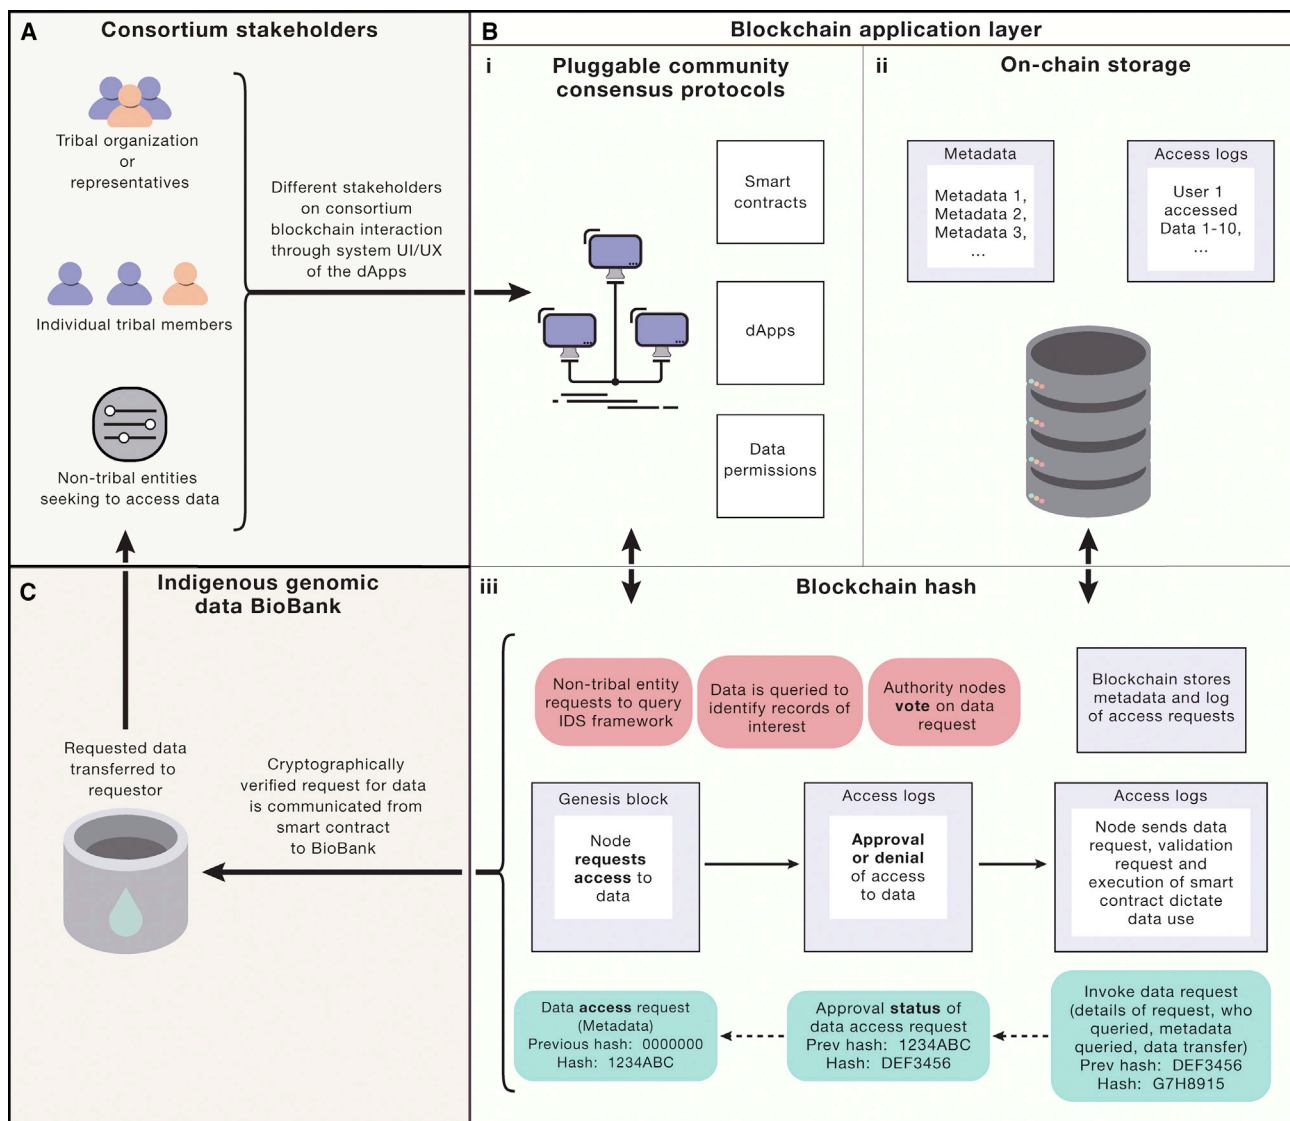 A
Consortium stakeholders
Tribal organization
or
representatives
Individual tribal members
Non-tribal entities
seeking to access data
Different stakeholders
on consortium
blockchain interaction
through system UI/UX
of the dApps
B
Blockchain application layer
i
Pluggable community
consensus protocols
Smart
contracts
dApps
Data
permissions
ii
On-chain storage
Metadata
Metadata 1,
Metadata 2,
Metadata 3,
...
Access logs
User 1
accessed
Data 1-10,
...
C
Indigenous genomic
data BioBank
Requested data
transferred to
requestor
Cryptographically
verified request for data
is communicated from
smart contract
to BioBank
iii
Blockchain hash
Non-tribal entity
requests to query
IDS framework
Data is queried to
identify records of
interest
Authority nodes
vote on data
request
Blockchain stores
metadata and log
of access requests
Genesis block
Node
requests
access to
data
Access logs
Approval
or denial
of access
to data
Access logs
Node sends data
request, validation
request and
execution of smart
contract dictate
data use
Data access request
(Metadata)
Previous hash: 0000000
Hash: 1234ABC
Approval status of
data access request
Prev hash: 1234ABC
Hash: DEF3456
Invoke data request
(details of request, who
queried, metadata
queried, data transfer)
Prev hash: DEF3456
Hash: G7H8915